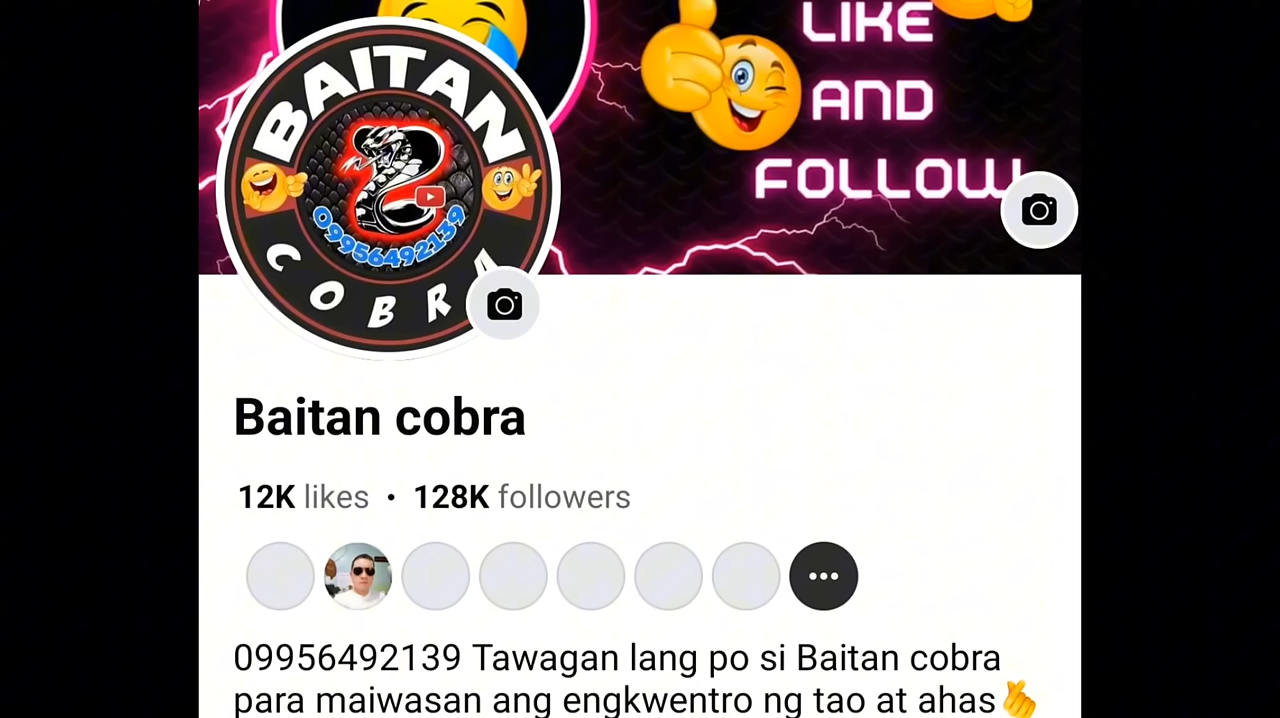 LIKE
AND
FOLLOW
BAITAN
09956492139
COBRA
Baitan cobra
12K likes • 128K followers
09956492139 Tawagan lang po si Baitan cobra
para maiwasan ang engkwentro ng tao at ahas🫰